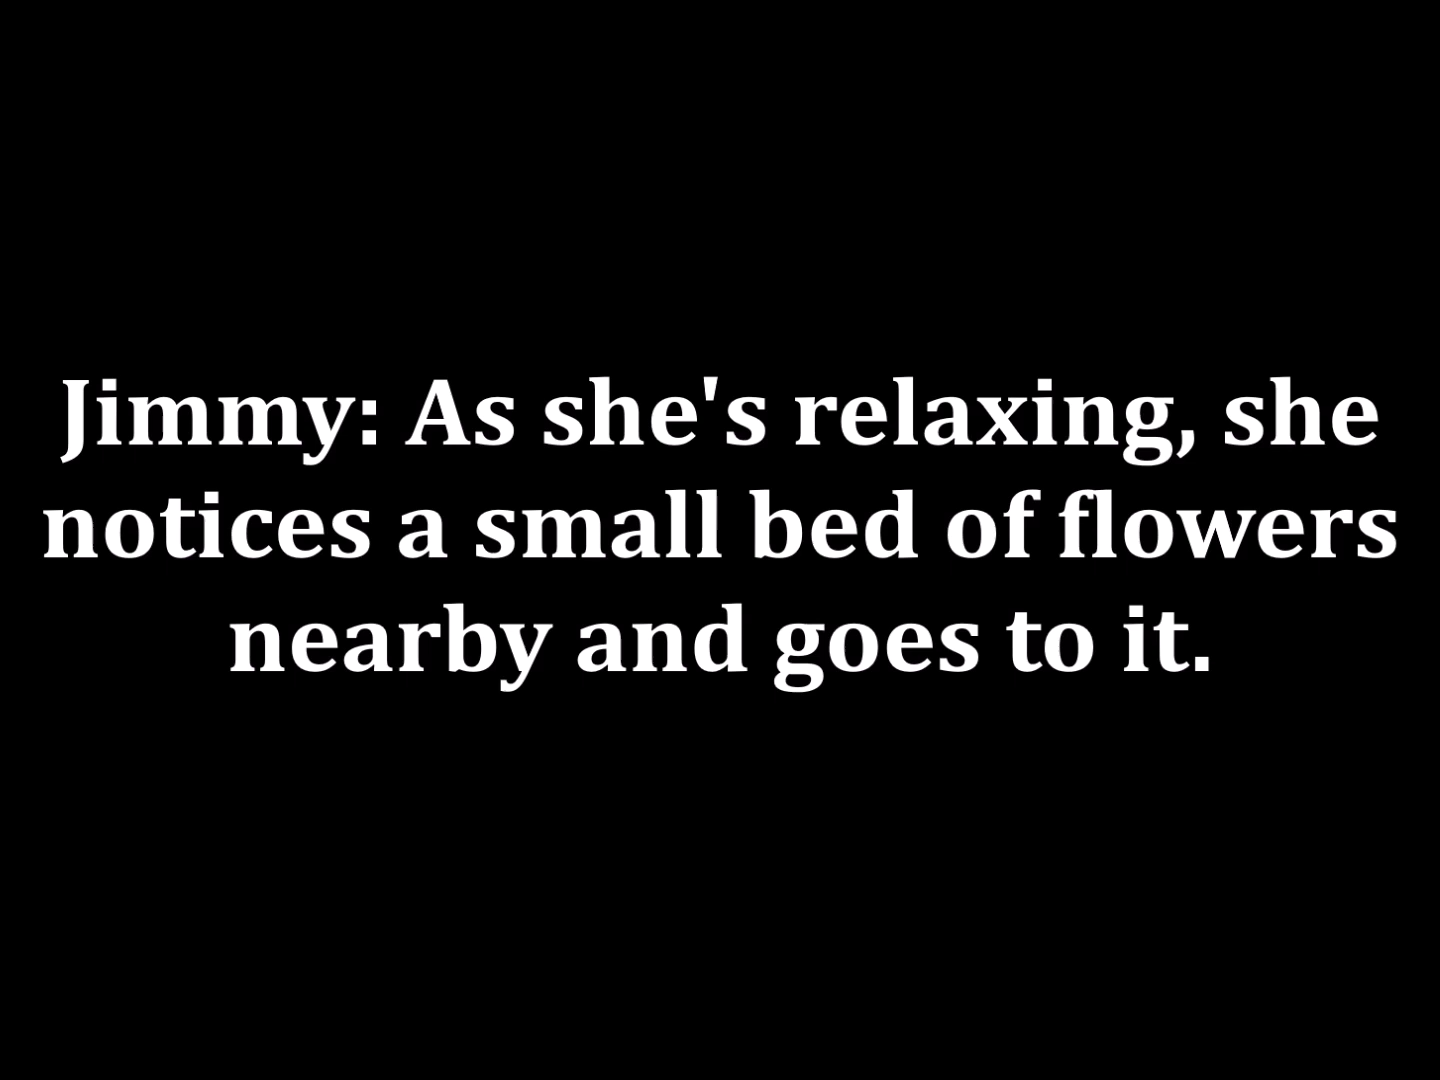 Jimmy: As she's relaxing, she
notices a small bed of flowers
nearby and goes to it.